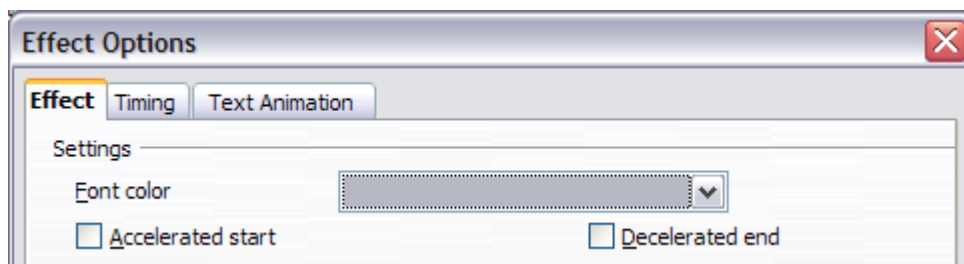 Effect Options
Effect Timing Text Animation
Settings
Font color
Accelerated start Decelerated end